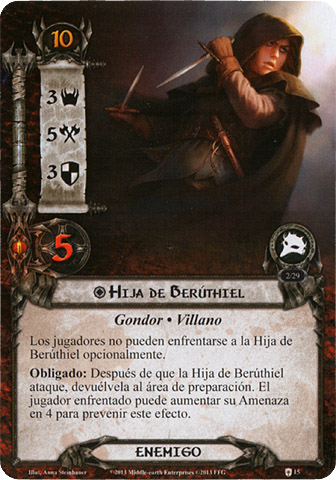 10
3
5
3
5
2/29
Hija de Berúthiel
Gondor • Villano
Los jugadores no pueden enfrentarse a la Hija de
Berúthiel opcionalmente.
Obligado: Después de que la Hija de Berúthiel
ataque, devuélvela al área de preparación. El
jugador enfrentado puede aumentar su Amenaza
en 4 para prevenir este efecto.
ENEMIGO
Illus. Anna Steinbauer ©2013 Middle-earth Enterprises ©2013 FFG 15